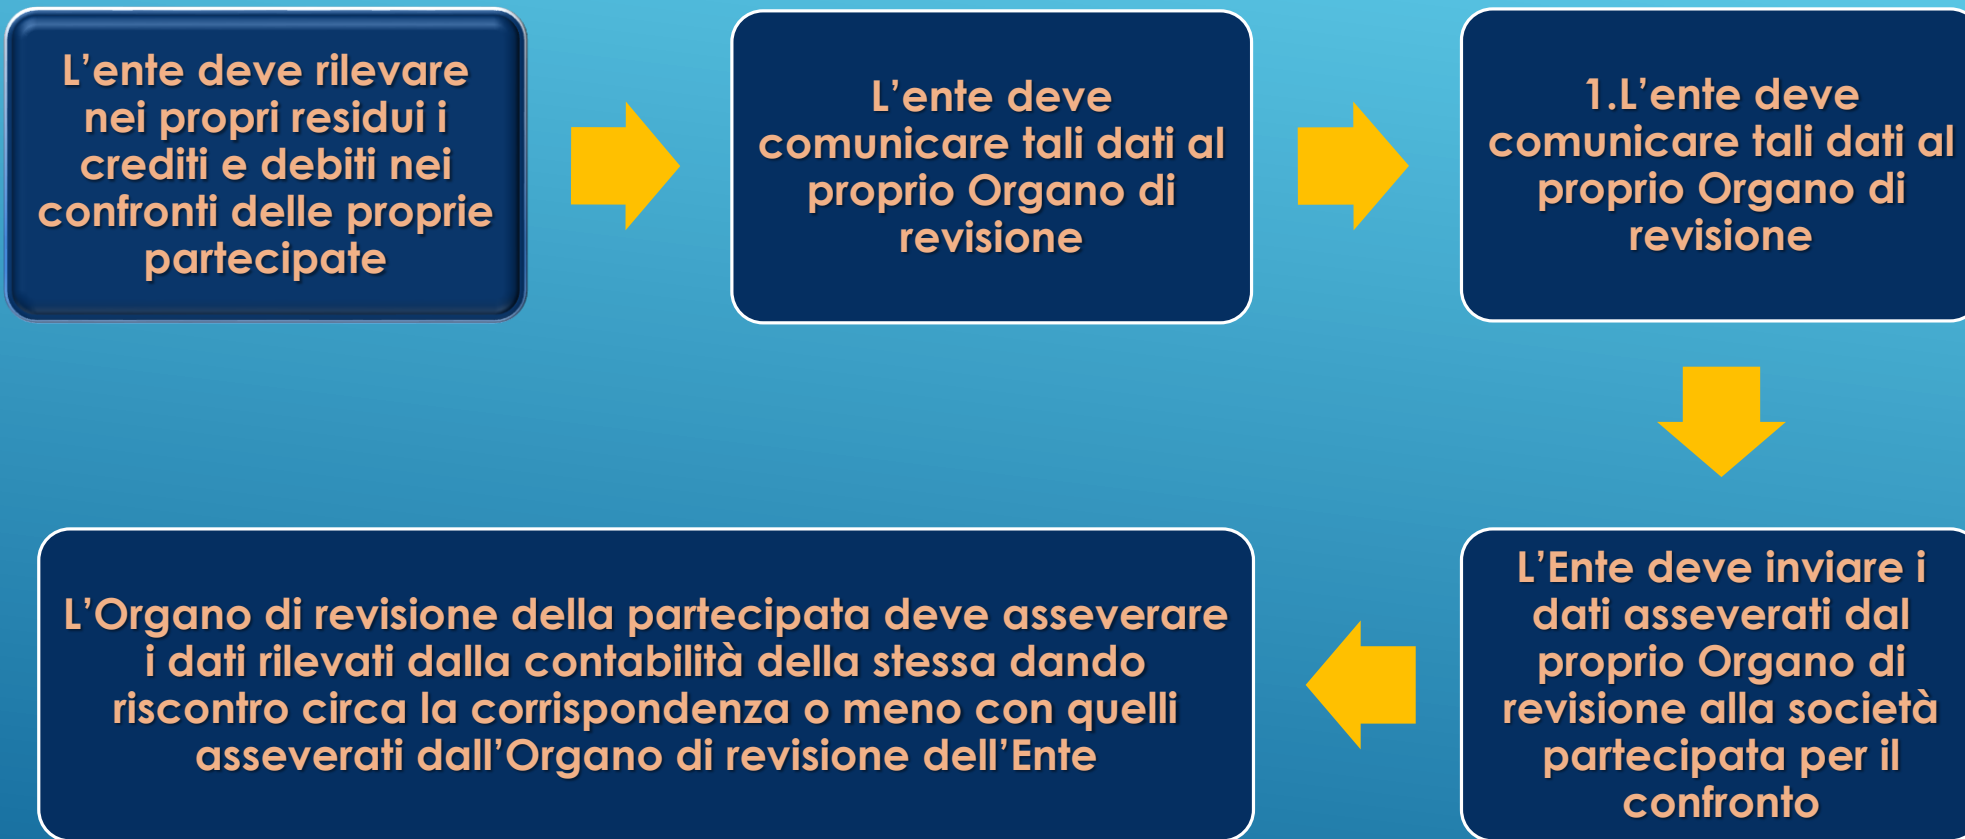 L’ente deve rilevare
nei propri residui i
crediti e debiti nei
confronti delle proprie
partecipate
L’ente deve
comunicare tali dati al
proprio Organo di
revisione
1.L’ente deve
comunicare tali dati al
proprio Organo di
revisione
L’Ente deve inviare i
dati asseverati dal
proprio Organo di
revisione alla società
partecipata per il
confronto
L’Organo di revisione della partecipata deve asseverare
i dati rilevati dalla contabilità della stessa dando
riscontro circa la corrispondenza o meno con quelli
asseverati dall’Organo di revisione dell’Ente